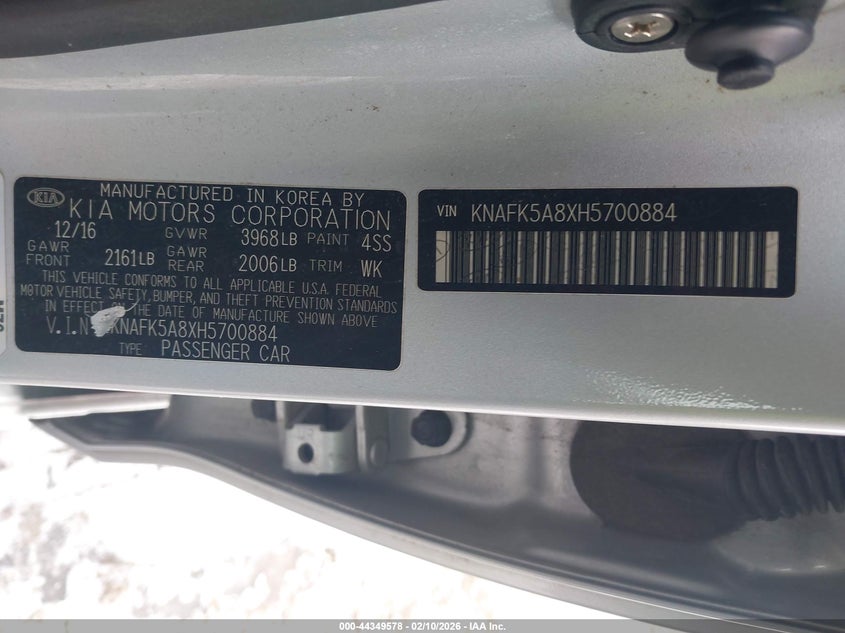 KIA
MANUFACTURED IN KOREA BY
KIA MOTORS CORPORATION
12/16 GVWR 3968LB PAINT 4SS
GAWR FRONT 2161LB GAWR REAR 2006LB TRIM WK
THIS VEHICLE CONFORMS TO ALL APPLICABLE U.S.A. FEDERAL
MOTOR VEHICLE SAFETY, BUMPER, AND THEFT PREVENTION STANDARDS
IN EFFECT ON THE DATE OF MANUFACTURE SHOWN ABOVE
V.I.N KNAFK5A8XH5700884
TYPE PASSENGER CAR
VIN KNAFK5A8XH5700884
000-44349578 - 02/10/2026 - IAA Inc.